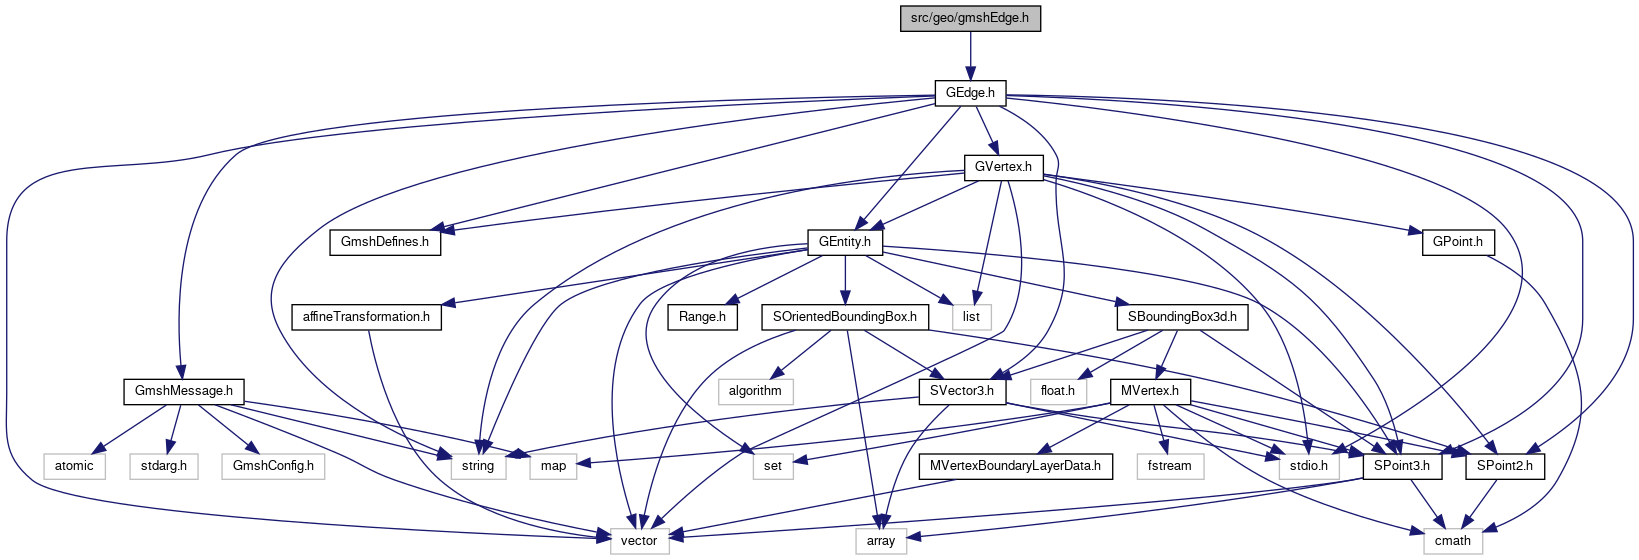 src/geo/gmshEdge.h
GEdge.h
GVertex.h
GmshDefines.h
GEntity.h
GPoint.h
affineTransformation.h
Range.h
SOrientedBoundingBox.h
list
SBoundingBox3d.h
GmshMessage.h
algorithm
SVector3.h
float.h
MVertex.h
atomic
stdarg.h
GmshConfig.h
string
map
set
MVertexBoundaryLayerData.h
fstream
stdio.h
SPoint3.h
SPoint2.h
vector
array
cmath